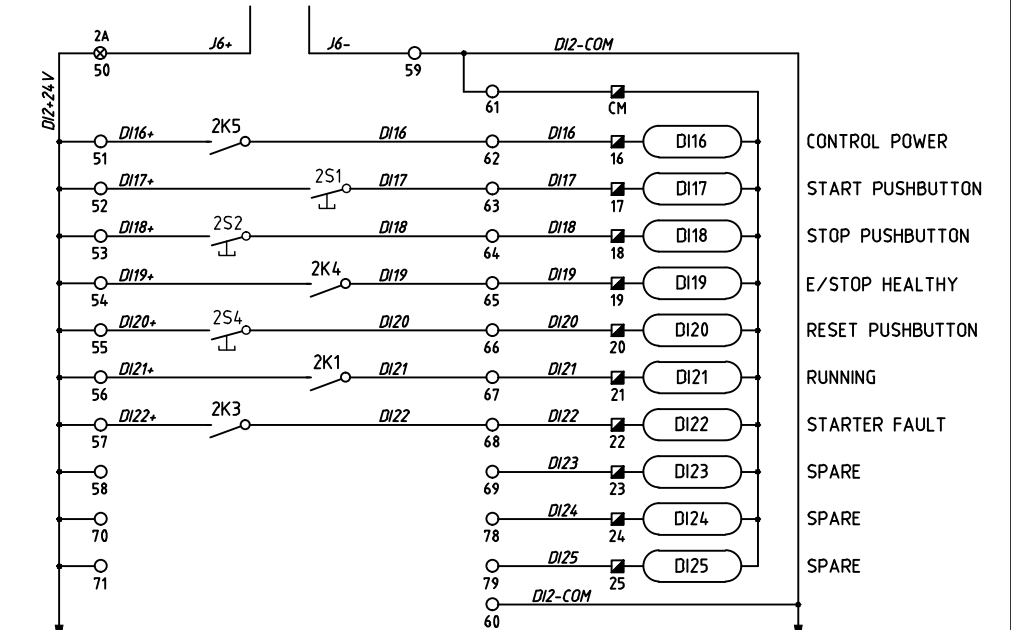 2A J6+ J6- DI2-COM
50 59
DI2+24V
61 CM
DI16+ 2K5 DI16 DI16 DI16 CONTROL POWER
51 62 16
DI17+ 2S1 DI17 DI17 DI17 START PUSHBUTTON
52 63 17
DI18+ 2S2 DI18 DI18 DI18 STOP PUSHBUTTON
53 64 18
DI19+ 2K4 DI19 DI19 DI19 E/STOP HEALTHY
54 65 19
DI20+ 2S4 DI20 DI20 DI20 RESET PUSHBUTTON
55 66 20
DI21+ 2K1 DI21 DI21 DI21 RUNNING
56 67 21
DI22+ 2K3 DI22 DI22 DI22 STARTER FAULT
57 68 22
DI23 DI23 SPARE
58 69 23
DI24 DI24 SPARE
70 78 24
DI25 DI25 SPARE
71 79 25
DI2-COM
60